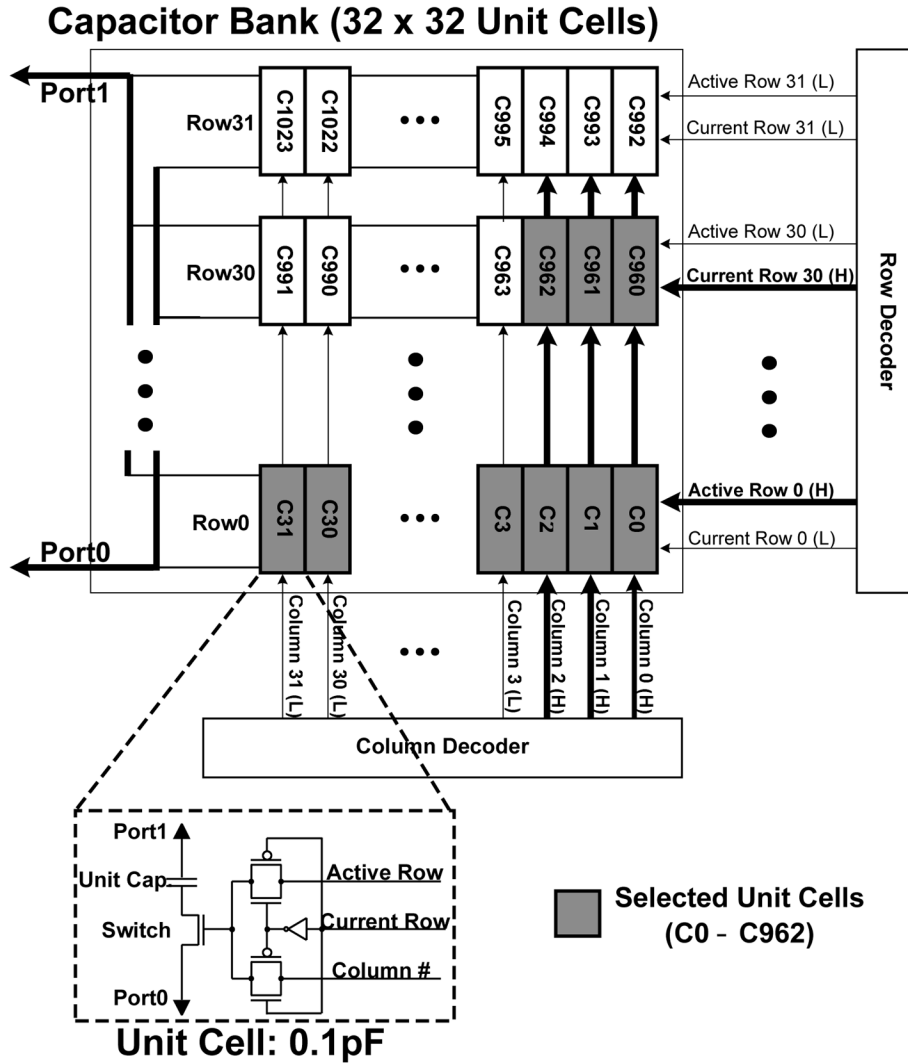 Capacitor Bank (32 x 32 Unit Cells)
Port1
Row31
C1023
C1022
C995
C994
C993
C992
Active Row 31 (L)
Current Row 31 (L)
Row30
C991
C990
C963
C962
C961
C960
Active Row 30 (L)
Current Row 30 (H)
Row Decoder
Row0
C31
C30
C3
C2
C1
C0
Active Row 0 (H)
Current Row 0 (L)
Port0
Column 31 (L)
Column 30 (L)
Column 3 (L)
Column 2 (H)
Column 1 (H)
Column 0 (H)
Column Decoder
Port1
Unit Cap.
Switch
Port0
Active Row
Current Row
Column #
Unit Cell: 0.1pF
Selected Unit Cells
(C0 - C962)